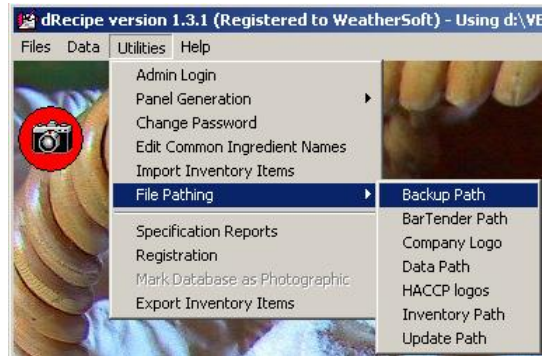 dRecipe version 1.3.1 (Registered to WeatherSoft) - Using d:\VE
Files Data Utilities Help
Admin Login
Panel Generation
Change Password
Edit Common Ingredient Names
Import Inventory Items
File Pathing
Backup Path
BarTender Path
Company Logo
Data Path
HACCP logos
Inventory Path
Update Path
Specification Reports
Registration
Mark Database as Photographic
Export Inventory Items